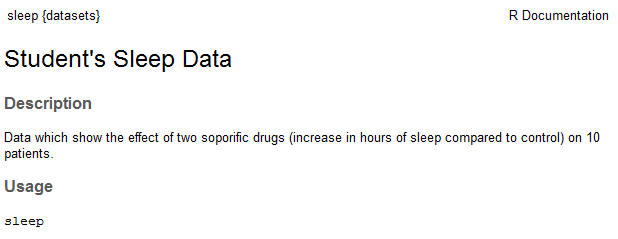 sleep {datasets} R Documentation
Student's Sleep Data
Description
Data which show the effect of two soporific drugs (increase in hours of sleep compared to control) on 10
patients.
Usage
sleep